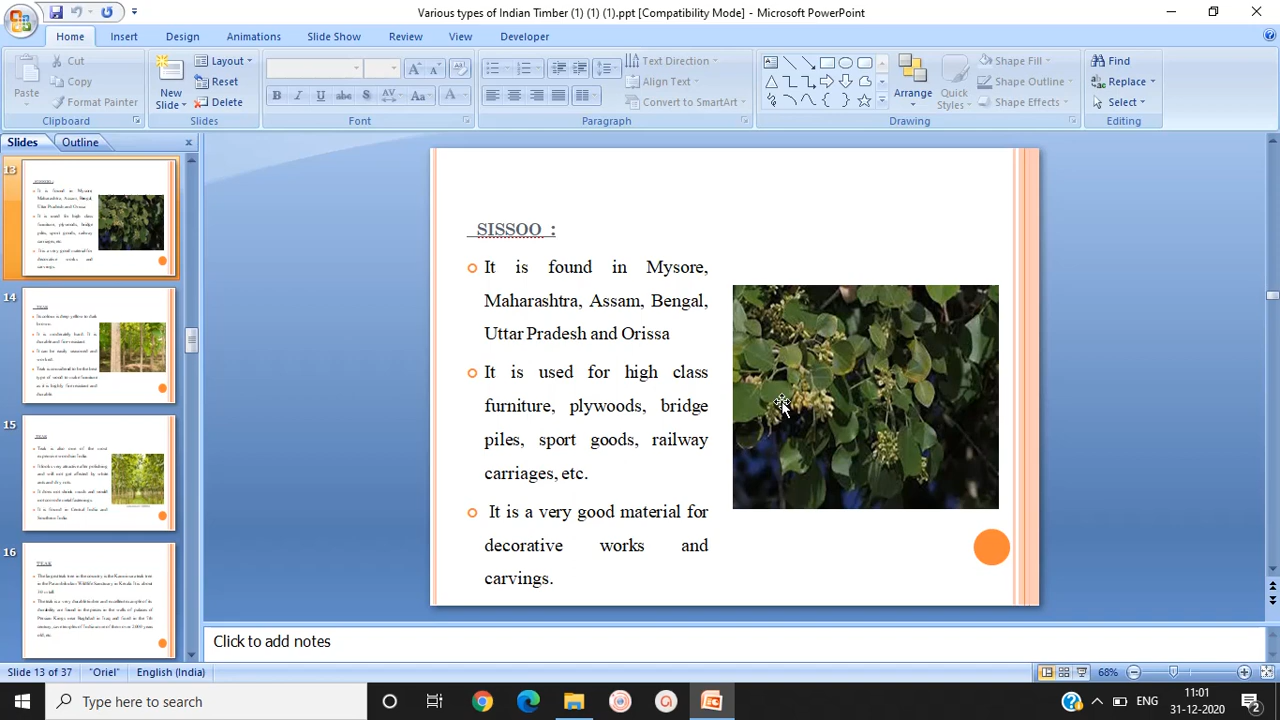 Various types of Indian Timber (1) (1) (1).ppt [Compatibility Mode] - Microsoft PowerPoint
Home Insert Design Animations Slide Show Review View Developer
Paste Cut Copy Format Painter
New Slide Layout Reset Delete
Text Direction Align Text Convert to SmartArt
Arrange Quick Styles Shape Fill Shape Outline Shape Effects
Find Replace Select
Clipboard Slides Font Paragraph Drawing Editing
Slides Outline
13
14
15
16
SISSOO :
It is found in Mysore,
Maharashtra, Assam, Bengal,
Uttar Pradesh and Orissa
It is used for high class
furniture, plywoods, bridge
piles, sport goods, railway
carriages, etc.
It is a very good material for
decorative works and
carvings.
Click to add notes
Slide 13 of 37 "Oriel" English (India) 68%
Type here to search
ENG 11:01
31-12-2020
2